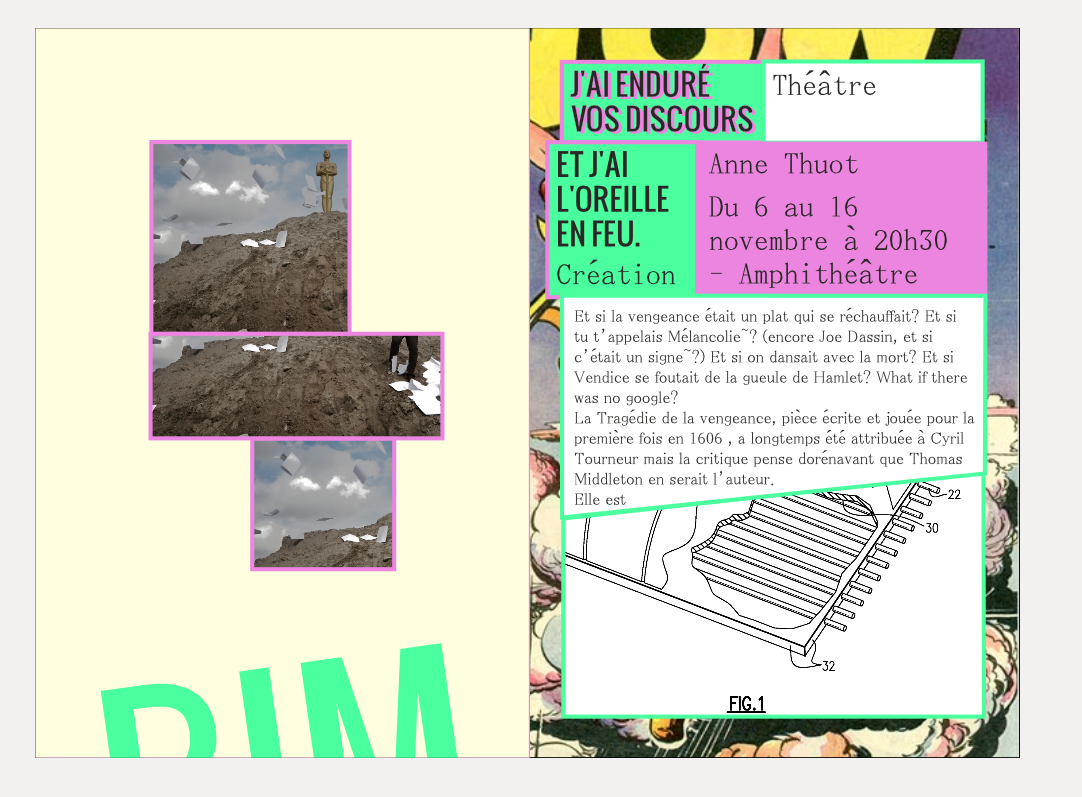 J'AI ENDURÉ
VOS DISCOURS
Théâtre
ET J'AI
L'OREILLE
EN FEU.
Création
Anne Thuot
Du 6 au 16
novembre à 20h30
- Amphithéâtre
Et si la vengeance était un plat qui se réchauffait? Et si
tu t'appelais Mélancolie~? (encore Joe Dassin, et si
c'était un signe~?) Et si on dansait avec la mort? Et si
Vendice se foutait de la gueule de Hamlet? What if there
was no google?
La Tragédie de la vengeance, pièce écrite et jouée pour la
première fois en 1606 , a longtemps été attribuée à Cyril
Tourneur mais la critique pense dorénavant que Thomas
Middleton en serait l'auteur.
Elle est
22
30
32
FIG.1